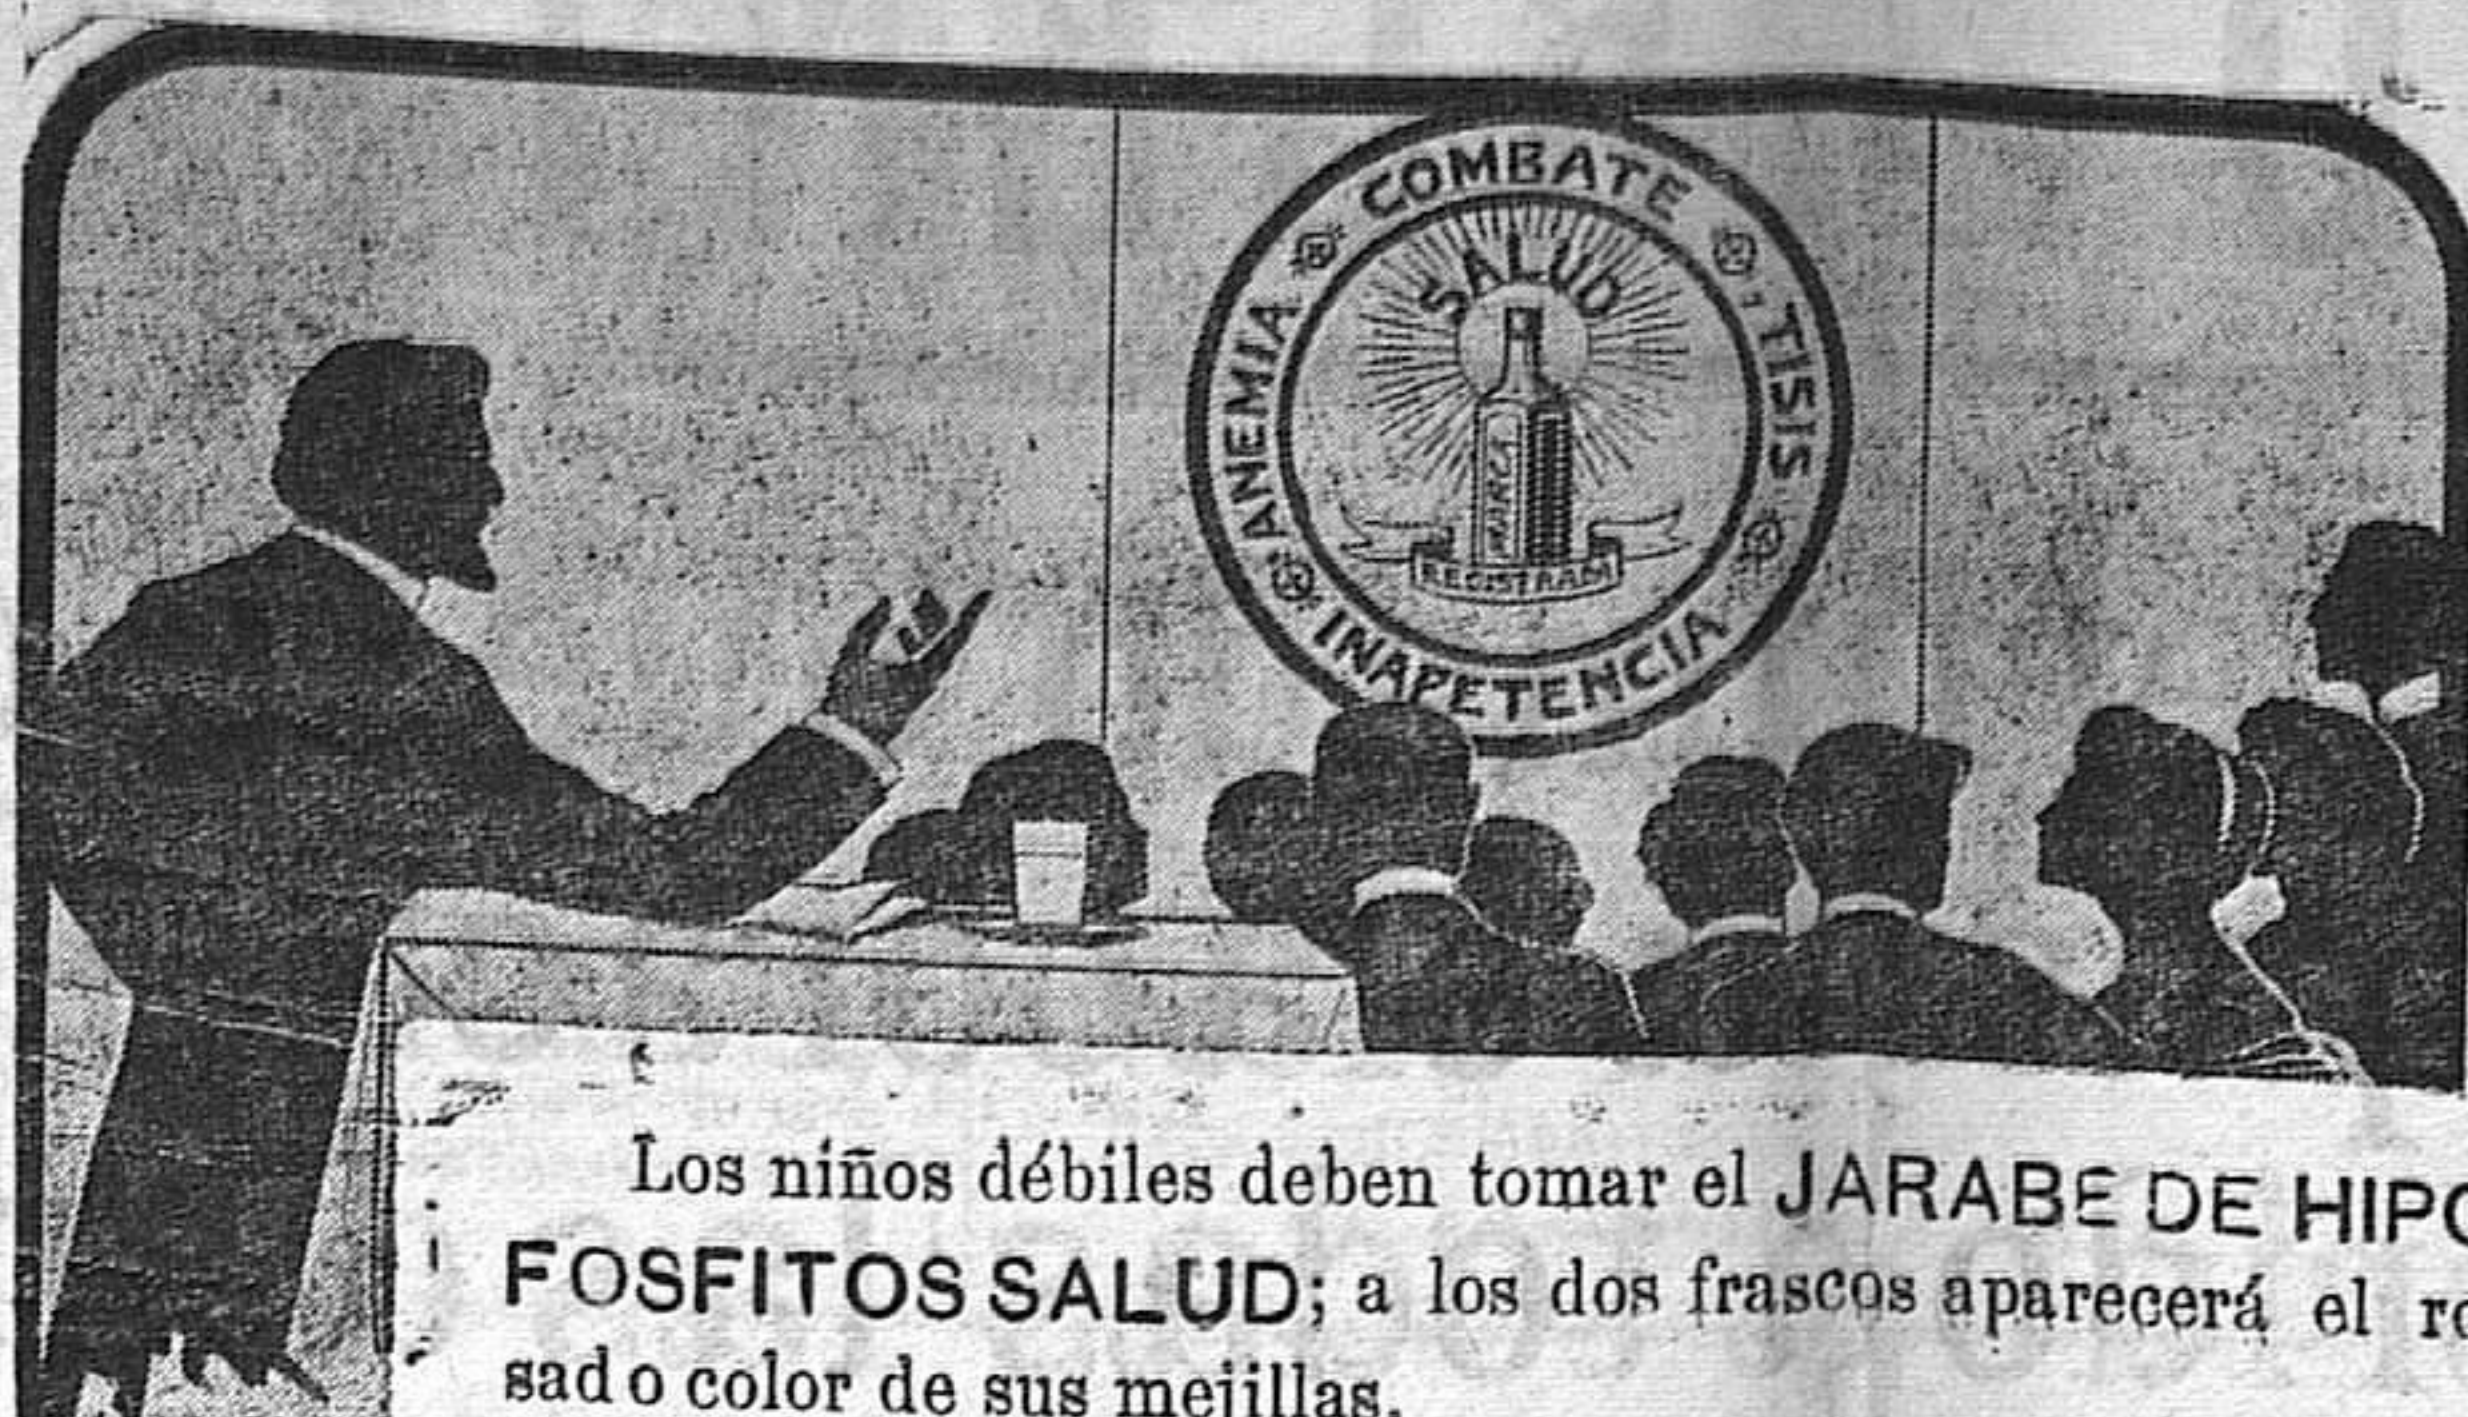 COMBATE
TISIS
INAPETENCIA
ANEMIA
SALUD
MARCA
REGISTRADA
Los niños débiles deben tomar el JARABE DE HIPO
FOSFITOS SALUD; a los dos frascos aparecerá el ro
sado color de sus mejillas.